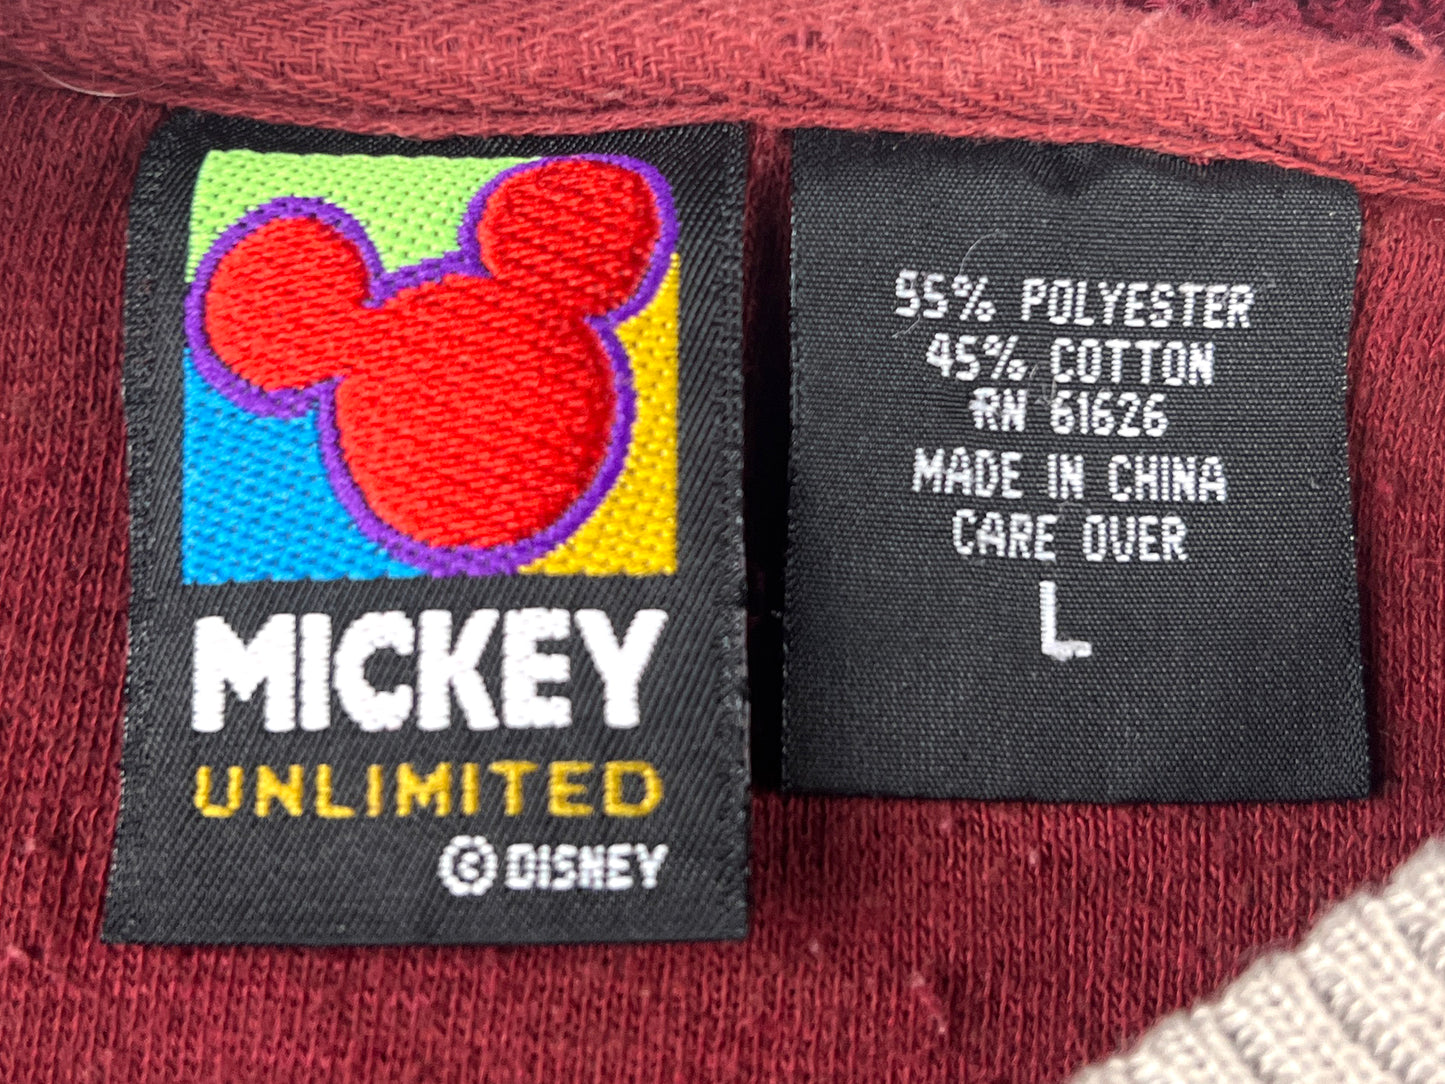 MICKEY
UNLIMITED
© DISNEY
55% POLYESTER
45% COTTON
RN 61626
MADE IN CHINA
CARE OVER
L